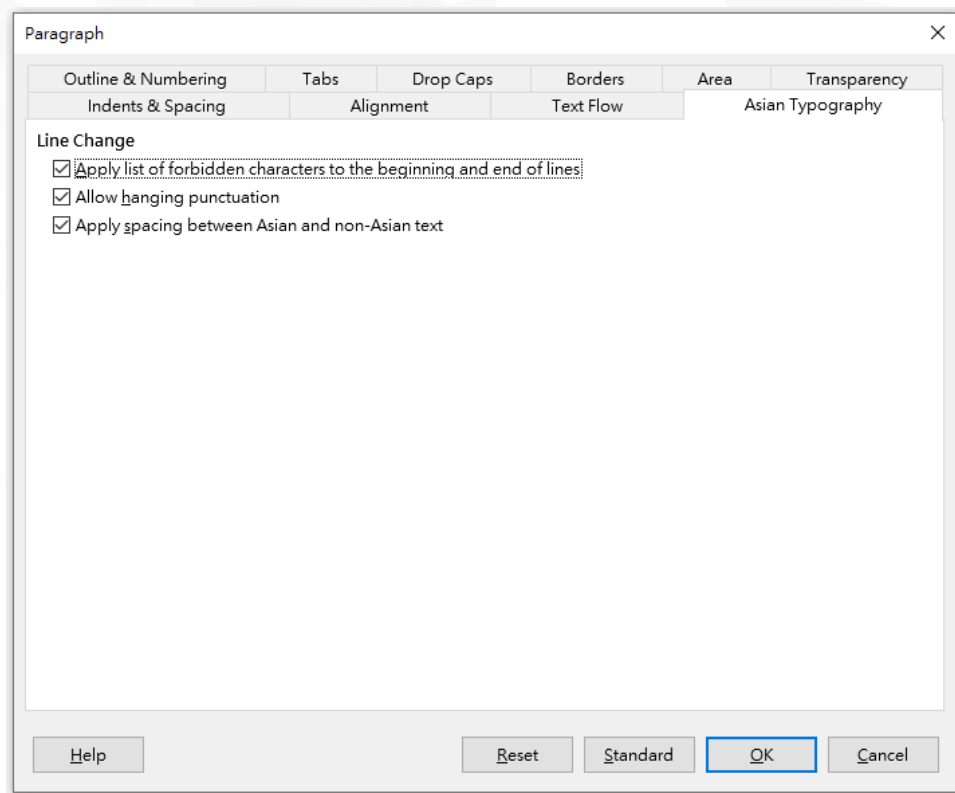 Paragraph
Outline & Numbering Tabs Drop Caps Borders Area Transparency
Indents & Spacing Alignment Text Flow Asian Typography
Line Change
Apply list of forbidden characters to the beginning and end of lines
Allow hanging punctuation
Apply spacing between Asian and non-Asian text
Help Reset Standard OK Cancel